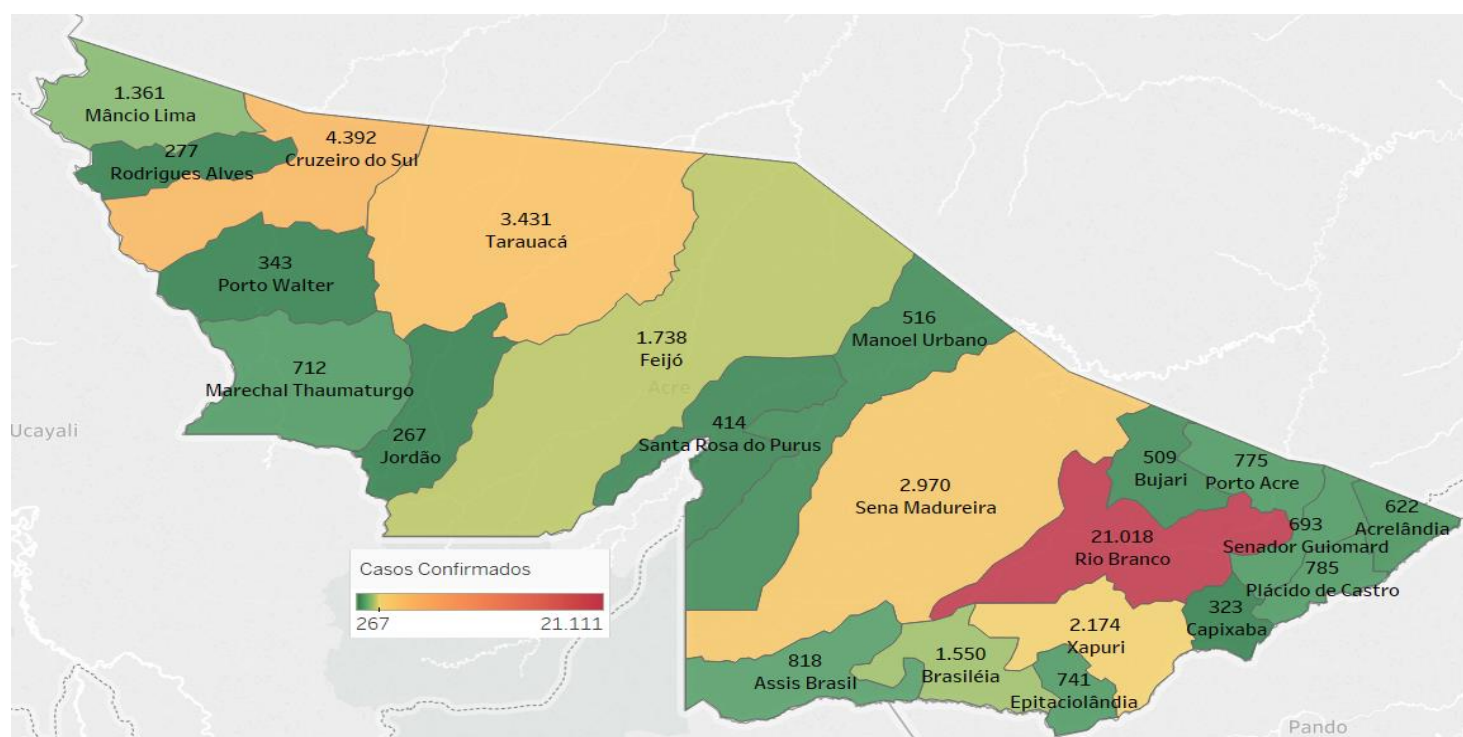 1.361
Mâncio Lima
277
Rodrigues Alves
4.392
Cruzeiro do Sul
3.431
Tarauacá
343
Porto Walter
712
Marechal Thaumaturgo
267
Jordão
1.738
Feijó
Acre
516
Manoel Urbano
414
Santa Rosa do Purus
2.970
Sena Madureira
509
Bujari
775
Porto Acre
622
Acrelândia
693
Senador Guiomard
21.018
Rio Branco
785
Plácido de Castro
323
Capixaba
2.174
Xapuri
1.550
Brasiléia
818
Assis Brasil
741
Epitaciolândia
Ucayali
Casos Confirmados
267 21.111
Pando